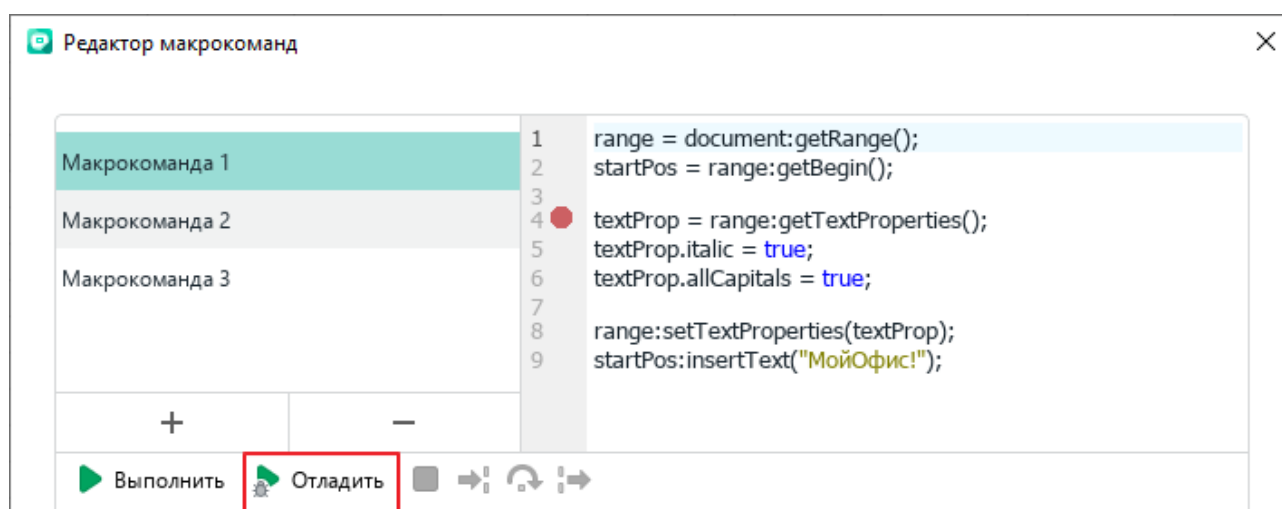 Редактор макрокоманд
Макрокоманда 1
Макрокоманда 2
Макрокоманда 3
1 range = document:getRange();
2 startPos = range:getBegin();
3
4 textProp = range:getTextProperties();
5 textProp.italic = true;
6 textProp.allCapitals = true;
7
8 range:setTextProperties(textProp);
9 startPos:insertText("МойОфис!");
+ −
Выполнить Отладить